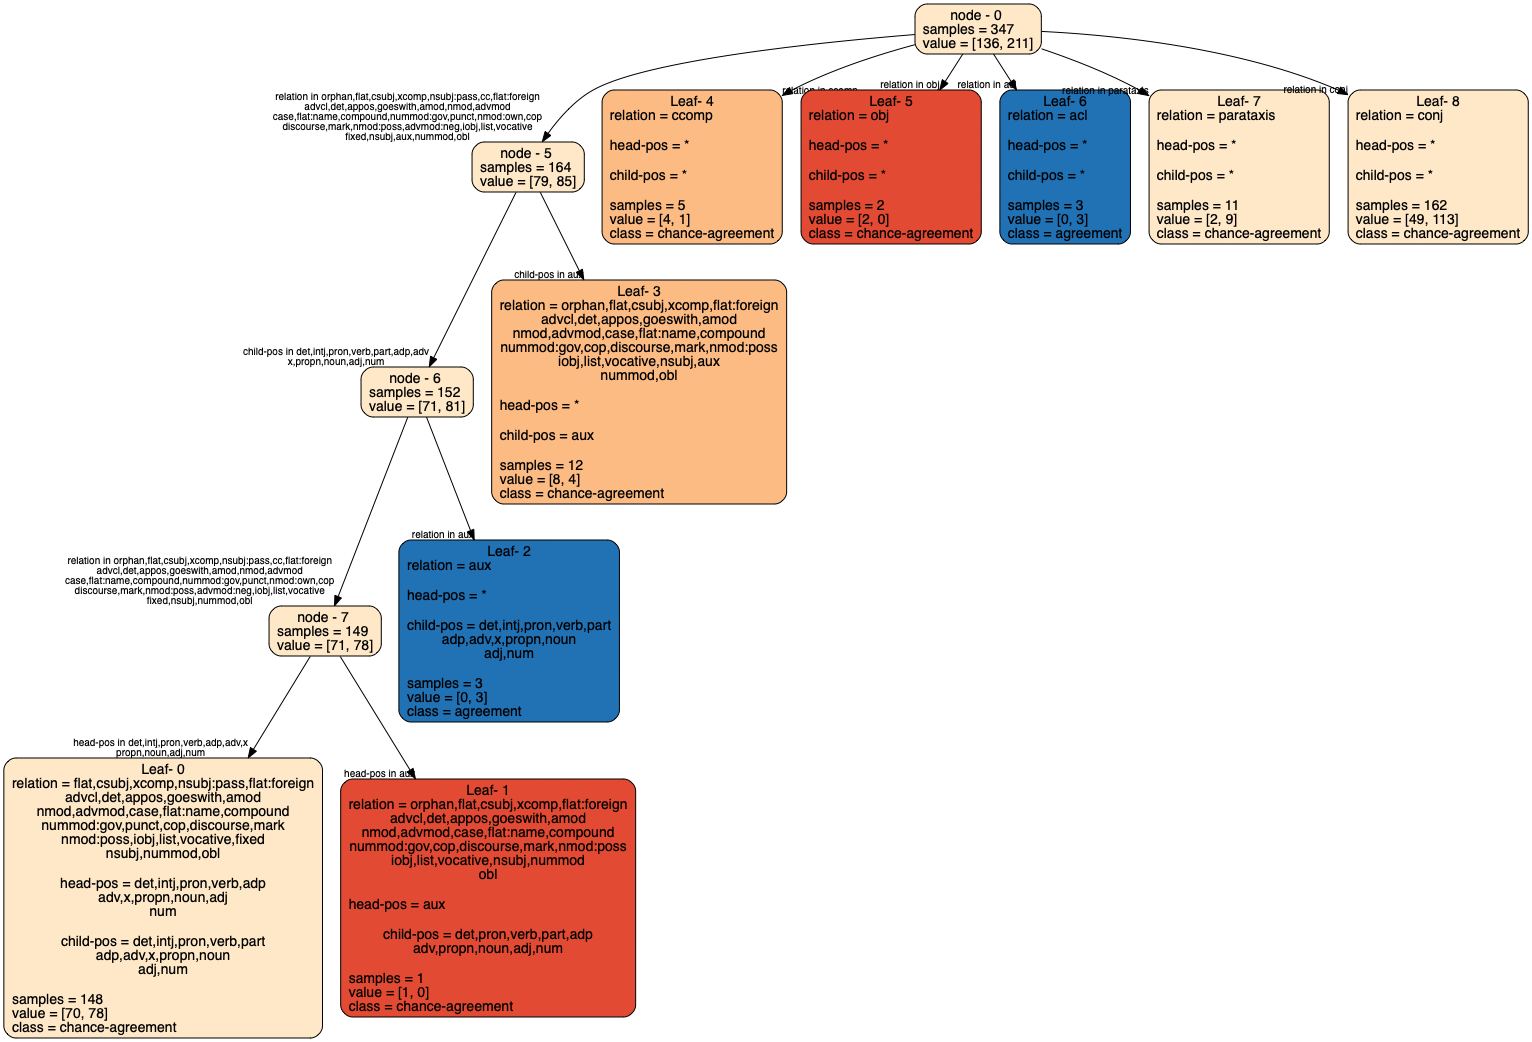 node - 0
samples = 347
value = [136, 211]
relation in orphan,flat,csubj,xcomp,nsubj:pass,cc,flat:foreign
advcl,det,appos,goeswith,amod,nmod,advmod
case,flat:name,compound,nummod:gov,punct,nmod:own,cop
discourse,mark,nmod:poss,advmod:neg,iobj,list,vocative
fixed,nsubj,aux,nummod,obl
node - 5
samples = 164
value = [79, 85]
relation in ccomp
Leaf- 4
relation = ccomp
head-pos = *
child-pos = *
samples = 5
value = [4, 1]
class = chance-agreement
relation in obj
Leaf- 5
relation = obj
head-pos = *
child-pos = *
samples = 2
value = [2, 0]
class = chance-agreement
relation in acl
Leaf- 6
relation = acl
head-pos = *
child-pos = *
samples = 3
value = [0, 3]
class = agreement
relation in parataxis
Leaf- 7
relation = parataxis
head-pos = *
child-pos = *
samples = 11
value = [2, 9]
class = chance-agreement
relation in conj
Leaf- 8
relation = conj
head-pos = *
child-pos = *
samples = 162
value = [49, 113]
class = chance-agreement
child-pos in det,intj,pron,verb,part,adp,adv
x,propn,noun,adj,num
node - 6
samples = 152
value = [71, 81]
child-pos in aux
Leaf- 3
relation = orphan,flat,csubj,xcomp,flat:foreign
advcl,det,appos,goeswith,amod
nmod,advmod,case,flat:name,compound
nummod:gov,cop,discourse,mark,nmod:poss
iobj,list,vocative,nsubj,aux
nummod,obl
head-pos = *
child-pos = aux
samples = 12
value = [8, 4]
class = chance-agreement
relation in orphan,flat,csubj,xcomp,nsubj:pass,cc,flat:foreign
advcl,det,appos,goeswith,amod,nmod,advmod
case,flat:name,compound,nummod:gov,punct,nmod:own,cop
discourse,mark,nmod:poss,advmod:neg,iobj,list,vocative
fixed,nsubj,nummod,obl
node - 7
samples = 149
value = [71, 78]
relation in aux
Leaf- 2
relation = aux
head-pos = *
child-pos = det,intj,pron,verb,part
adp,adv,x,propn,noun
adj,num
samples = 3
value = [0, 3]
class = agreement
head-pos in det,intj,pron,verb,adp,adv,x
propn,noun,adj,num
Leaf- 0
relation = flat,csubj,xcomp,nsubj:pass,flat:foreign
advcl,det,appos,goeswith,amod
nmod,advmod,case,flat:name,compound
nummod:gov,punct,cop,discourse,mark
nmod:poss,iobj,list,vocative,fixed
nsubj,nummod,obl
head-pos = det,intj,pron,verb,adp
adv,x,propn,noun,adj
num
child-pos = det,intj,pron,verb,part
adp,adv,x,propn,noun
adj,num
samples = 148
value = [70, 78]
class = chance-agreement
head-pos in aux
Leaf- 1
relation = orphan,flat,csubj,xcomp,flat:foreign
advcl,det,appos,goeswith,amod
nmod,advmod,case,flat:name,compound
nummod:gov,cop,discourse,mark,nmod:poss
iobj,list,vocative,nsubj,nummod
obl
head-pos = aux
child-pos = det,pron,verb,part,adp
adv,propn,noun,adj,num
samples = 1
value = [1, 0]
class = chance-agreement